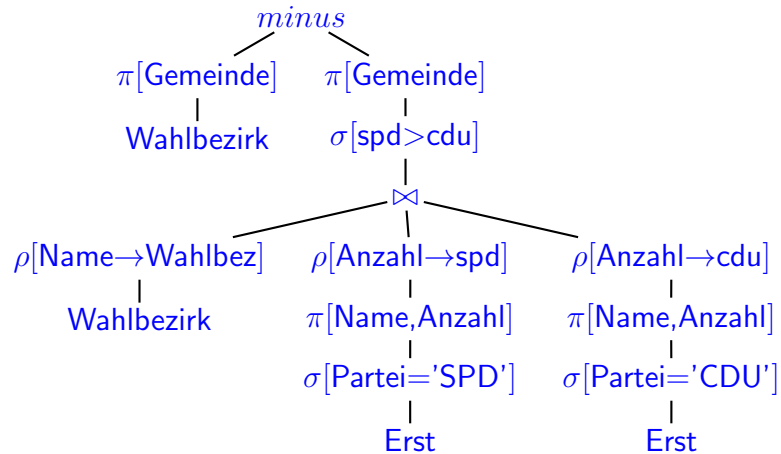 minus
π[Gemeinde] π[Gemeinde]
Wahlbezirk σ[spd>cdu]
⋈
ρ[Name→Wahlbez] ρ[Anzahl→spd] ρ[Anzahl→cdu]
Wahlbezirk π[Name,Anzahl] π[Name,Anzahl]
σ[Partei='SPD'] σ[Partei='CDU']
Erst Erst